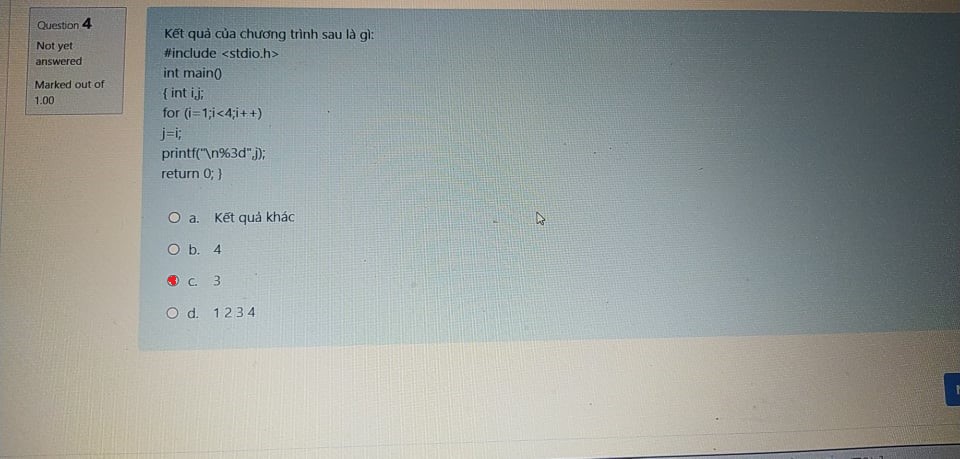 Question 4
Not yet
answered
Marked out of
1.00
Kết quả của chương trình sau là gì:
#include <stdio.h>
int main()
{ int i,j;
for (i=1;i<4;i++)
j=i;
printf("\n%3d",j);
return 0; }
a. Kết quả khác
b. 4
c. 3
d. 1 2 3 4